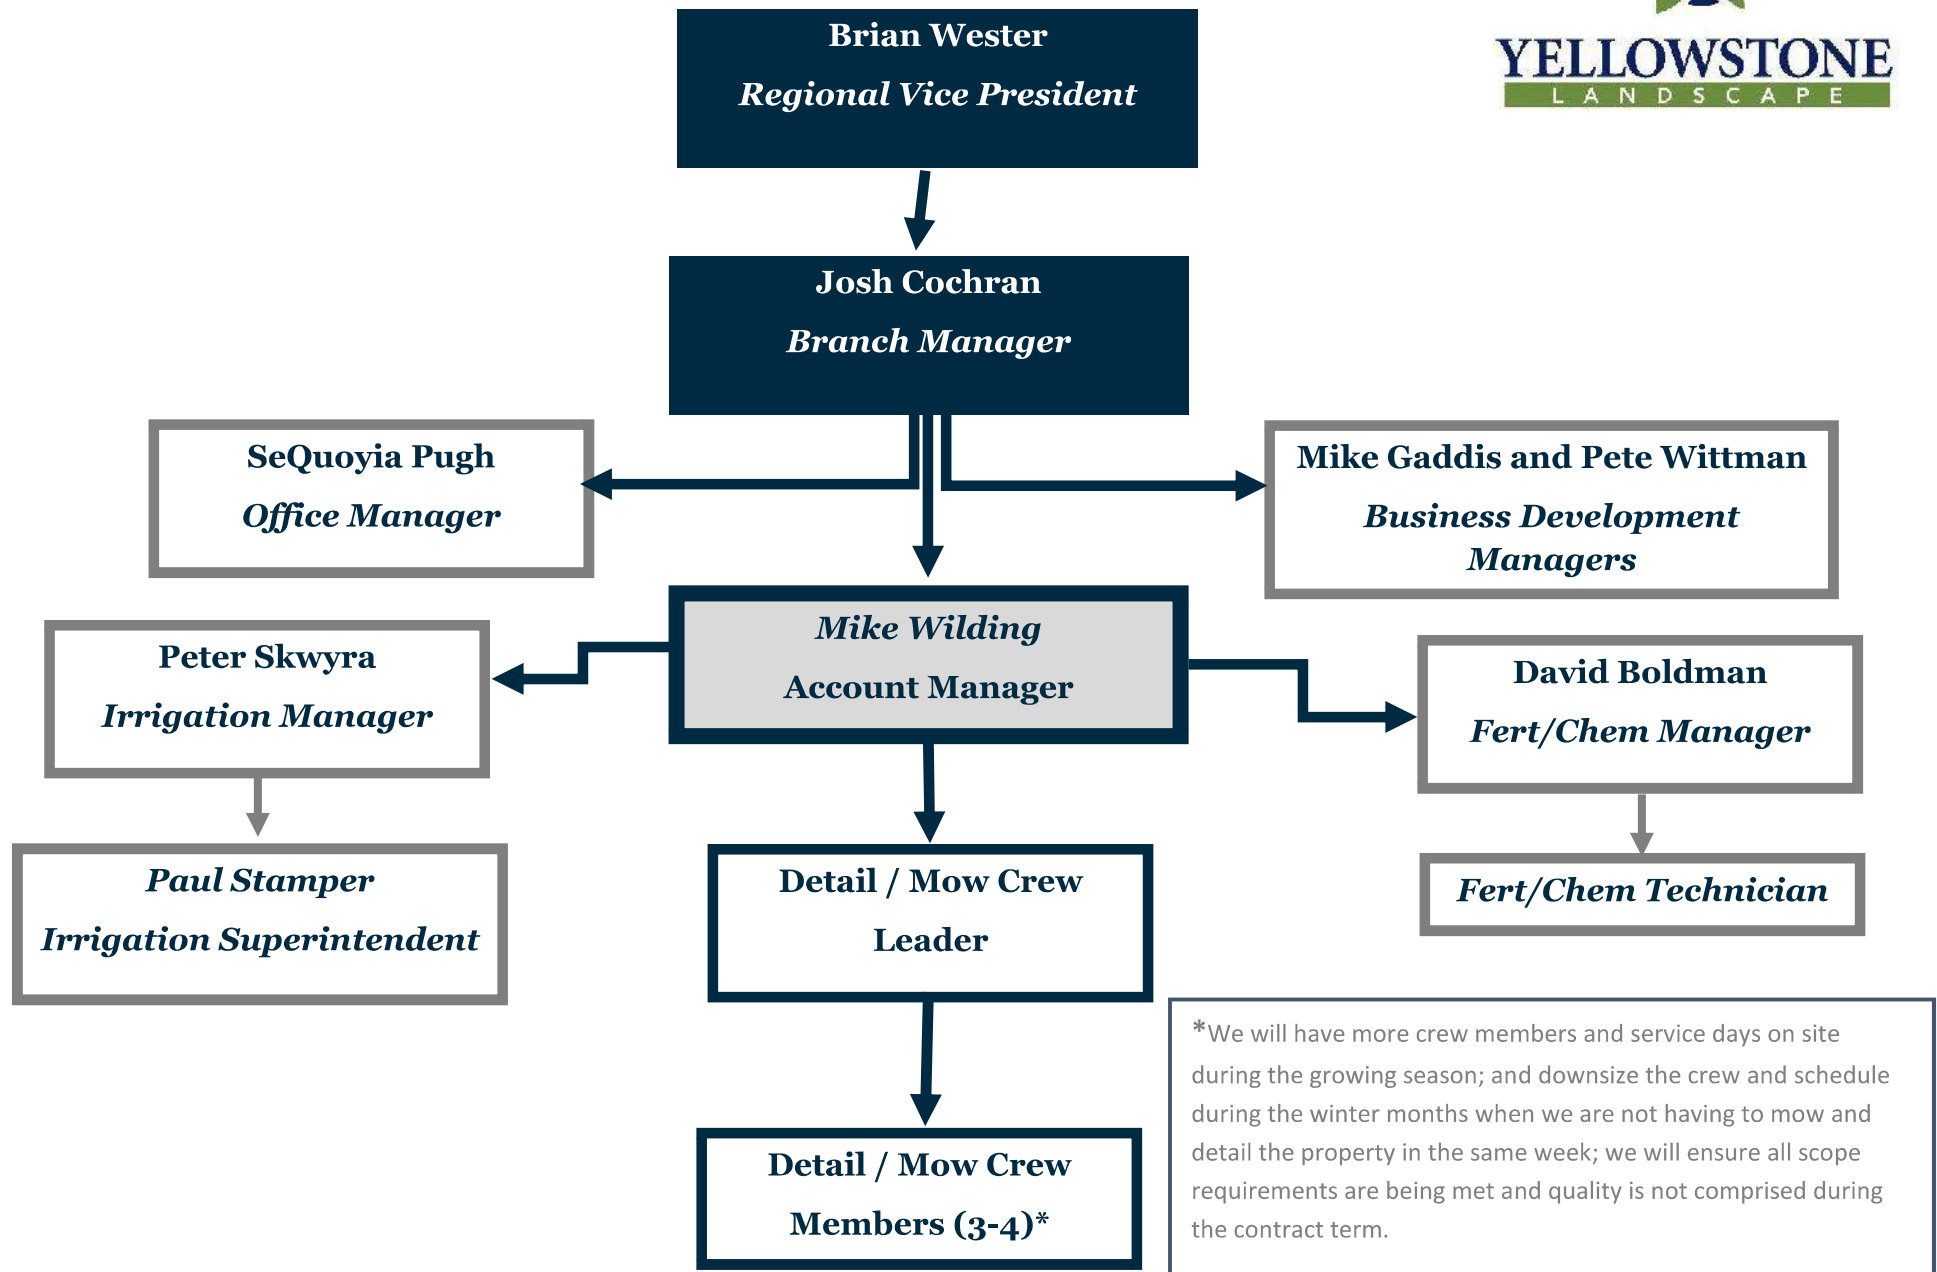 Brian Wester
Regional Vice President
YELLOWSTONE
LANDSCAPE
Josh Cochran
Branch Manager
SeQuoyia Pugh
Office Manager
Mike Gaddis and Pete Wittman
Business Development
Managers
Mike Wilding
Account Manager
Peter Skwyra
Irrigation Manager
David Boldman
Fert/Chem Manager
Paul Stamper
Irrigation Superintendent
Detail / Mow Crew
Leader
Fert/Chem Technician
Detail / Mow Crew
Members (3-4)*
*We will have more crew members and service days on site
during the growing season; and downsize the crew and schedule
during the winter months when we are not having to mow and
detail the property in the same week; we will ensure all scope
requirements are being met and quality is not comprised during
the contract term.